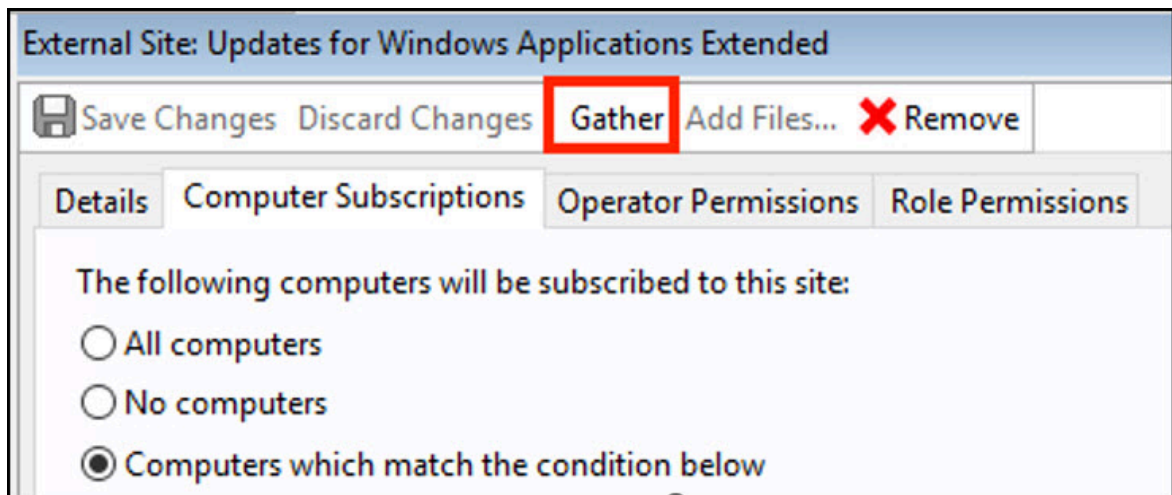 External Site: Updates for Windows Applications Extended
Save Changes Discard Changes Gather Add Files... Remove
Details Computer Subscriptions Operator Permissions Role Permissions
The following computers will be subscribed to this site:
All computers
No computers
Computers which match the condition below